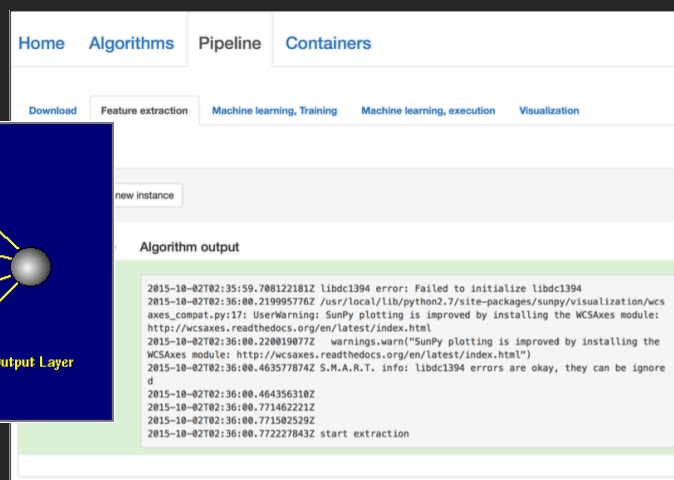 Home Algorithms Pipeline Containers
Download Feature extraction Machine learning, Training Machine learning, execution Visualization
new instance
Algorithm output
2015-10-02T02:35:59.708122181Z libdc1394 error: Failed to initialize libdc1394
2015-10-02T02:36:00.219995776Z /usr/local/lib/python2.7/site-packages/sunpy/visualization/wcs
axes_compat.py:17: UserWarning: SunPy plotting is improved by installing the WCSAxes module:
http://wcsaxes.readthedocs.org/en/latest/index.html
2015-10-02T02:36:00.220019077Z   warnings.warn("SunPy plotting is improved by installing the
WCSAxes module: http://wcsaxes.readthedocs.org/en/latest/index.html")
2015-10-02T02:36:00.463577874Z S.M.A.R.T. info: libdc1394 errors are okay, they can be ignore
d
2015-10-02T02:36:00.464356310Z
2015-10-02T02:36:00.771462221Z
2015-10-02T02:36:00.771502529Z
2015-10-02T02:36:00.772227843Z start extraction
utput Layer